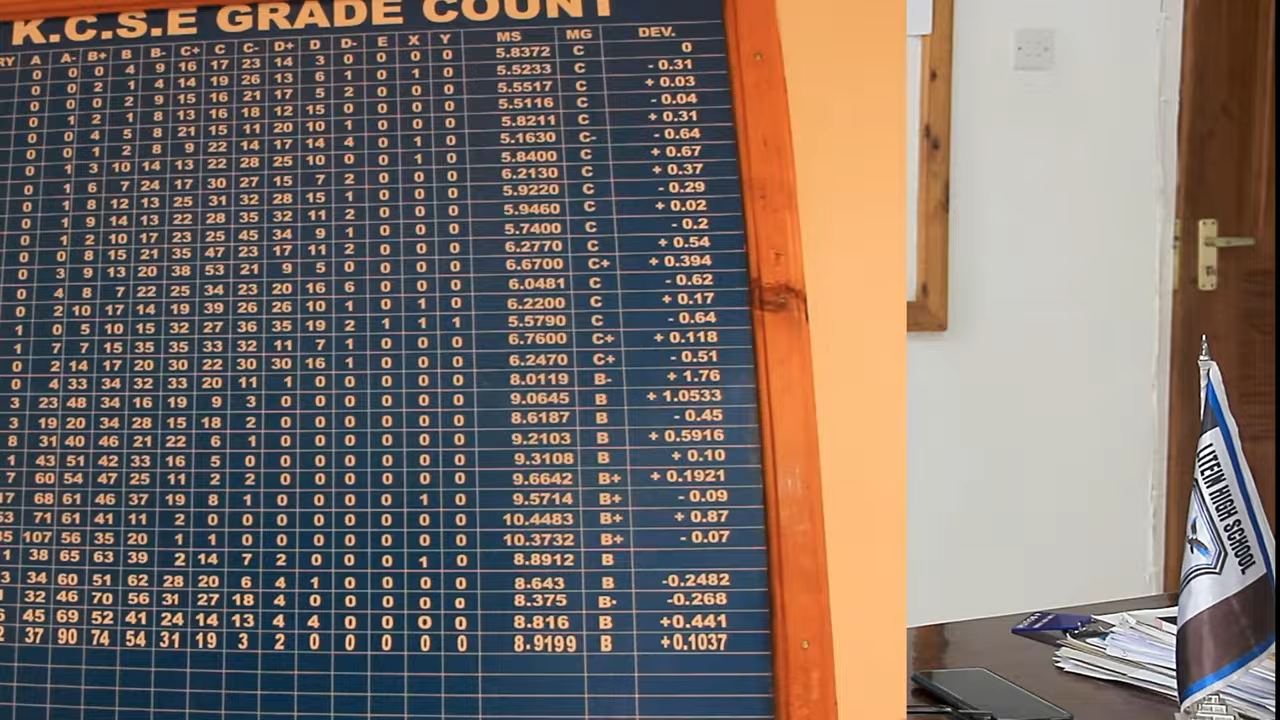 K.C.S.E GRADE COUNT
RY A A- B+ B B- C+ C C- D+ D D- E X Y MS MG DEV.
0 0 0 4 9 16 17 23 14 3 0 0 0 0 5.8372 C 0
0 0 2 1 4 14 19 26 13 6 1 0 1 0 5.5233 C - 0.31
0 0 0 2 9 15 16 21 17 5 2 0 0 0 5.5517 C + 0.03
0 1 2 1 8 13 16 18 12 15 0 0 0 0 5.5116 C - 0.04
0 0 4 5 8 21 15 11 20 10 1 0 1 0 5.8211 C + 0.31
0 0 1 2 8 9 22 14 17 14 4 0 1 0 5.1630 C- - 0.64
0 1 3 10 14 13 22 28 25 10 0 0 1 0 5.8400 C + 0.67
0 1 6 7 24 17 30 27 15 7 2 0 0 0 6.2130 C + 0.37
0 1 8 12 13 25 31 32 28 15 1 0 0 0 5.9220 C - 0.29
0 1 9 14 13 22 28 35 32 11 2 0 0 0 5.9460 C + 0.02
0 1 2 10 17 23 25 45 34 9 1 0 0 0 5.7400 C - 0.2
0 0 8 15 21 35 47 23 17 11 2 0 0 0 6.2770 C + 0.54
0 3 9 13 20 38 53 21 9 5 0 0 0 0 6.6700 C+ + 0.394
0 4 8 7 22 25 34 23 20 16 6 0 0 0 6.0481 C - 0.62
0 2 10 17 14 19 39 26 26 10 1 0 1 0 6.2200 C + 0.17
1 0 5 10 15 32 27 36 35 19 2 1 1 1 5.5790 C - 0.64
1 7 7 15 35 35 33 32 11 7 1 0 0 0 6.7600 C+ + 0.118
0 2 14 17 20 30 22 30 30 16 1 0 0 0 6.2470 C+ - 0.51
0 4 33 34 32 33 20 11 1 0 0 0 0 0 8.0119 B- + 1.76
3 23 48 34 16 19 9 3 0 0 0 0 0 0 9.0645 B + 1.0533
3 19 20 34 28 15 18 2 0 0 0 0 0 0 8.6187 B - 0.45
8 31 40 46 21 22 6 1 0 0 0 0 0 0 9.2103 B + 0.5916
1 43 51 42 33 16 5 0 0 0 0 0 0 0 9.3108 B + 0.10
7 60 54 47 25 11 2 2 0 0 0 0 0 0 9.6642 B+ + 0.1921
17 68 61 46 37 19 8 1 0 0 0 0 1 0 9.5714 B+ - 0.09
53 71 61 41 11 2 0 0 0 0 0 0 0 0 10.4483 B+ + 0.87
35 107 56 35 20 1 1 0 0 0 0 0 0 0 10.3732 B+ - 0.07
1 38 65 63 39 2 14 7 2 0 0 0 1 0 8.8912 B
3 34 60 51 62 28 20 6 4 1 0 0 0 0 8.643 B -0.2482
1 32 46 70 56 31 27 18 4 0 0 0 0 0 8.375 B- -0.268
5 45 69 52 41 24 14 13 4 4 0 0 0 0 8.816 B +0.441
2 37 90 74 54 31 19 3 2 0 0 0 0 0 8.9199 B +0.1037
LITEIN HIGH SCHOOL